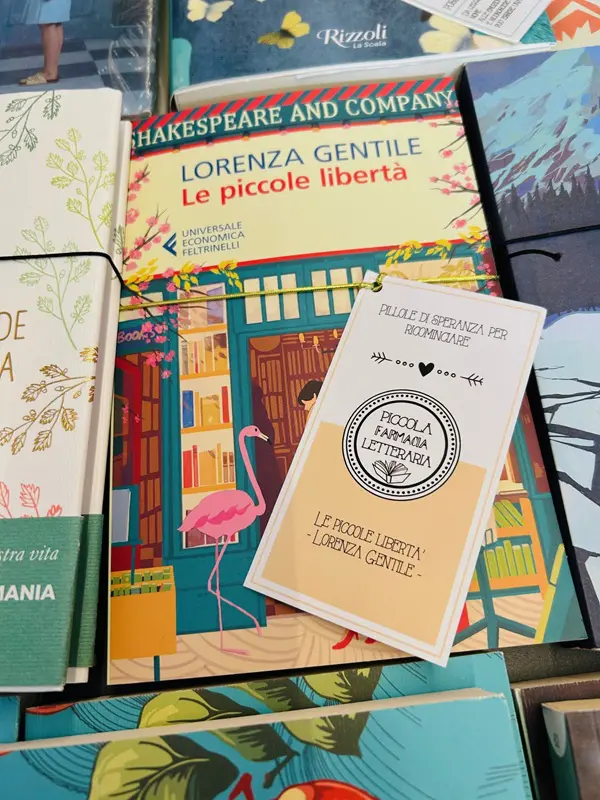 Rizzoli
La Scala
SHAKESPEARE AND COMPANY
LORENZA GENTILE
Le piccole libertà
UNIVERSALE
ECONOMICA
FELTRINELLI
BOOKS
PILLOLE DI SPERANZA PER
RICOMINCIARE
PICCOLA
FARMACIA
LETTERARIA
LE PICCOLE LIBERTA'
- LORENZA GENTILE -
DE
A
stra vita
MANIA